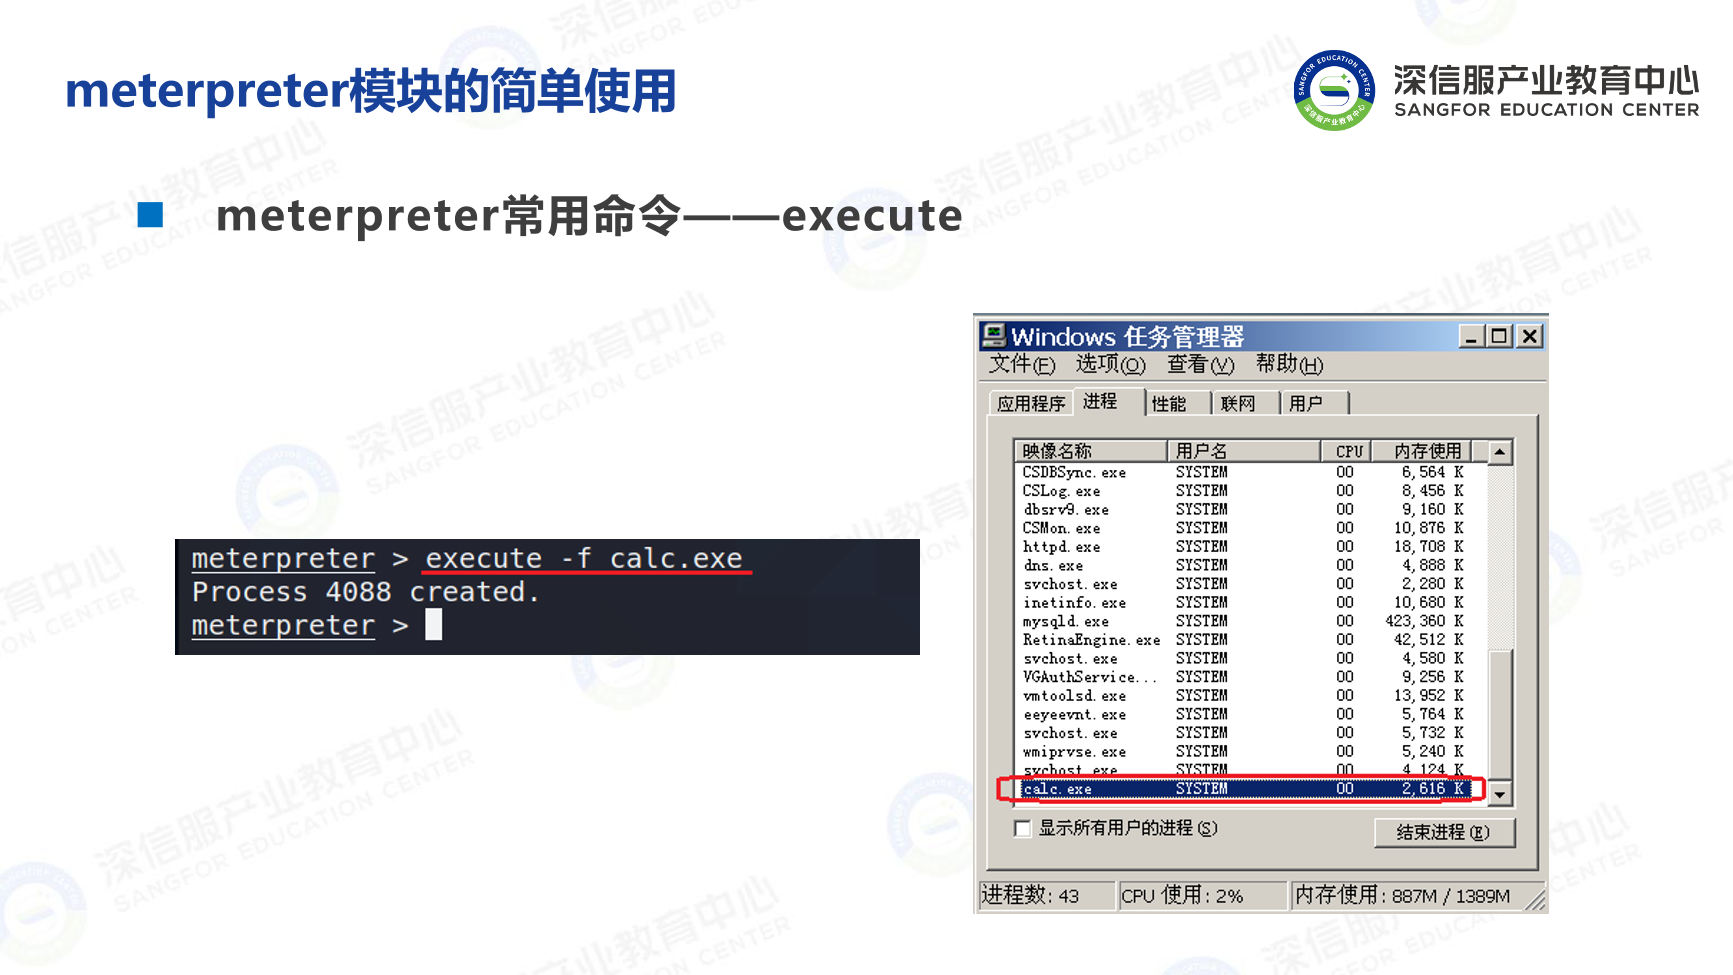 meterpreter模块的简单使用
深信服产业教育中心
SANGFOR EDUCATION CENTER
■ meterpreter常用命令——execute
meterpreter > execute -f calc.exe
Process 4088 created.
meterpreter >
Windows 任务管理器
文件(F) 选项(O) 查看(V) 帮助(H)
应用程序 进程 性能 联网 用户
映像名称 用户名 CPU 内存使用
CSDBSync.exe SYSTEM 00 6,564 K
CSLog.exe SYSTEM 00 8,456 K
dbsrv9.exe SYSTEM 00 9,160 K
CSMon.exe SYSTEM 00 10,876 K
httpd.exe SYSTEM 00 18,708 K
dns.exe SYSTEM 00 4,888 K
svchost.exe SYSTEM 00 2,280 K
inetinfo.exe SYSTEM 00 10,680 K
mysqld.exe SYSTEM 00 423,360 K
RetinaEngine.exe SYSTEM 00 42,512 K
svchost.exe SYSTEM 00 4,580 K
VGAuthService... SYSTEM 00 9,256 K
vmtoolsd.exe SYSTEM 00 13,952 K
eeyeevnt.exe SYSTEM 00 5,764 K
svchost.exe SYSTEM 00 5,732 K
wmiprvse.exe SYSTEM 00 5,240 K
svchost.exe SYSTEM 00 4,124 K
calc.exe SYSTEM 00 2,616 K
显示所有用户的进程(S)
结束进程(E)
进程数: 43 CPU 使用: 2% 内存使用: 887M / 1389M